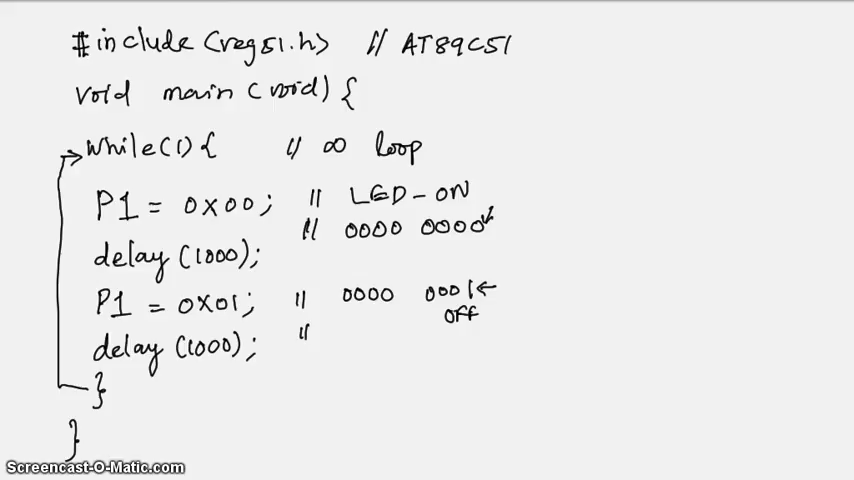 #include <reg51.h> // AT89C51
void main (void) {
while(1) { // ∞ loop
P1 = 0x00; // LED-ON
// 0000 0000
delay (1000);
P1 = 0x01; // 0000 0001 ←
off
delay (1000); //
}
}
Screencast-O-Matic.com